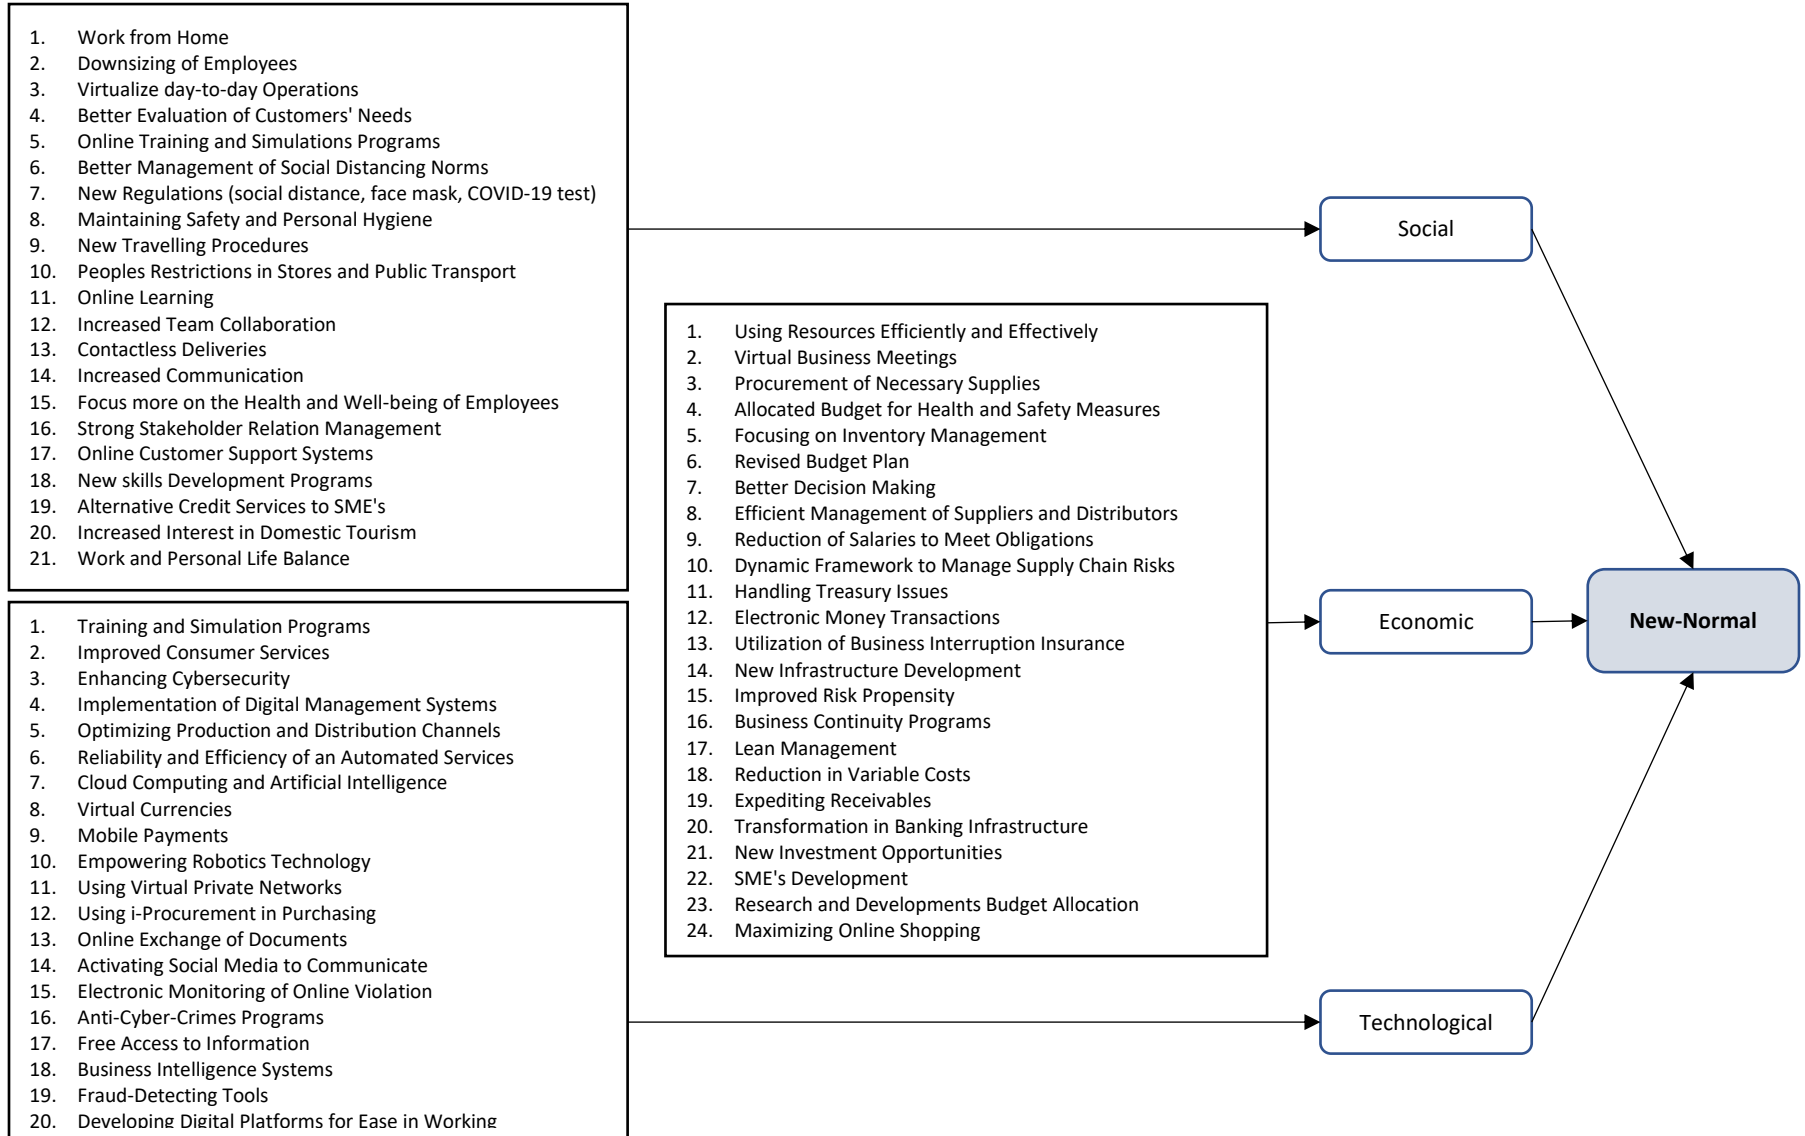 1. Work from Home
2. Downsizing of Employees
3. Virtualize day-to-day Operations
4. Better Evaluation of Customers' Needs
5. Online Training and Simulations Programs
6. Better Management of Social Distancing Norms
7. New Regulations (social distance, face mask, COVID-19 test)
8. Maintaining Safety and Personal Hygiene
9. New Travelling Procedures
10. Peoples Restrictions in Stores and Public Transport
11. Online Learning
12. Increased Team Collaboration
13. Contactless Deliveries
14. Increased Communication
15. Focus more on the Health and Well-being of Employees
16. Strong Stakeholder Relation Management
17. Online Customer Support Systems
18. New skills Development Programs
19. Alternative Credit Services to SME's
20. Increased Interest in Domestic Tourism
21. Work and Personal Life Balance
Social
1. Using Resources Efficiently and Effectively
2. Virtual Business Meetings
3. Procurement of Necessary Supplies
4. Allocated Budget for Health and Safety Measures
5. Focusing on Inventory Management
6. Revised Budget Plan
7. Better Decision Making
8. Efficient Management of Suppliers and Distributors
9. Reduction of Salaries to Meet Obligations
10. Dynamic Framework to Manage Supply Chain Risks
11. Handling Treasury Issues
12. Electronic Money Transactions
13. Utilization of Business Interruption Insurance
14. New Infrastructure Development
15. Improved Risk Propensity
16. Business Continuity Programs
17. Lean Management
18. Reduction in Variable Costs
19. Expediting Receivables
20. Transformation in Banking Infrastructure
21. New Investment Opportunities
22. SME's Development
23. Research and Developments Budget Allocation
24. Maximizing Online Shopping
Economic
New-Normal
1. Training and Simulation Programs
2. Improved Consumer Services
3. Enhancing Cybersecurity
4. Implementation of Digital Management Systems
5. Optimizing Production and Distribution Channels
6. Reliability and Efficiency of an Automated Services
7. Cloud Computing and Artificial Intelligence
8. Virtual Currencies
9. Mobile Payments
10. Empowering Robotics Technology
11. Using Virtual Private Networks
12. Using i-Procurement in Purchasing
13. Online Exchange of Documents
14. Activating Social Media to Communicate
15. Electronic Monitoring of Online Violation
16. Anti-Cyber-Crimes Programs
17. Free Access to Information
18. Business Intelligence Systems
19. Fraud-Detecting Tools
20. Developing Digital Platforms for Ease in Working
Technological